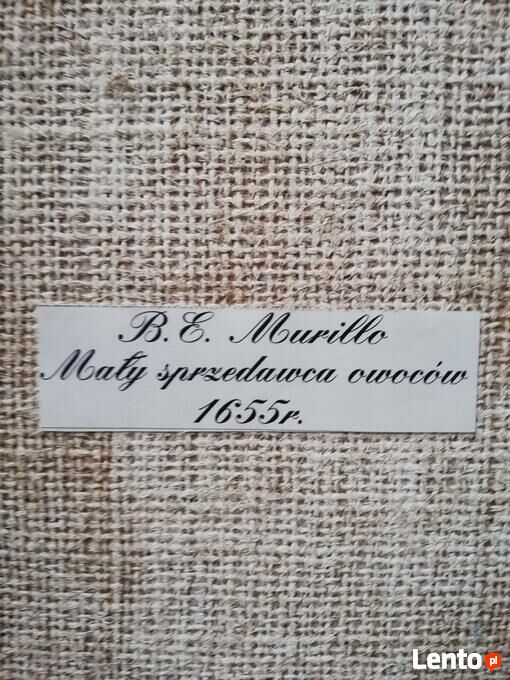 B. E. Murillo
Mały sprzedawca owoców
1655r.
Lento.pl